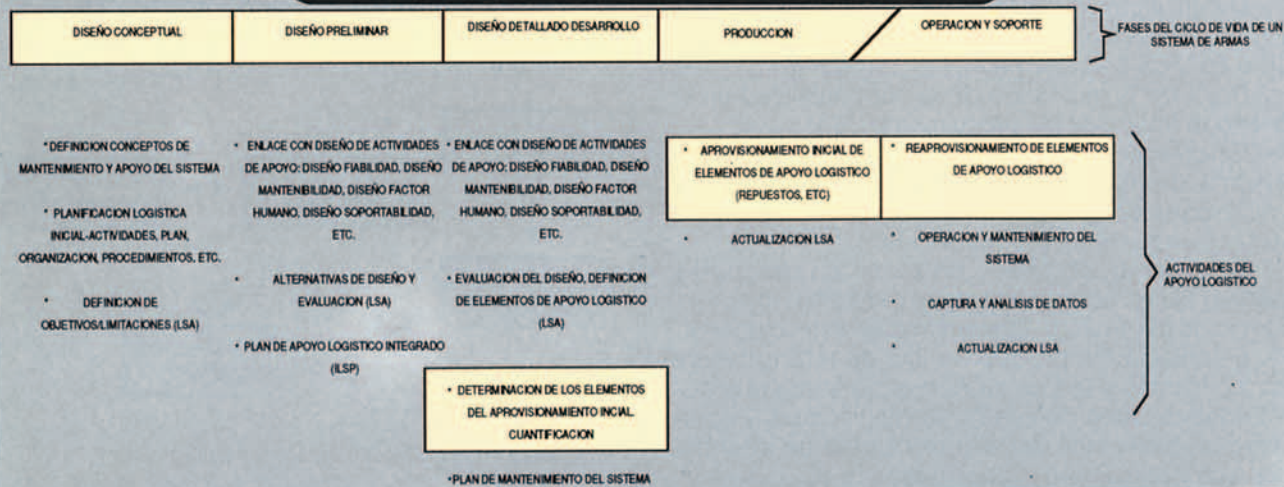 DISEÑO CONCEPTUAL
DISEÑO PRELIMINAR
DISEÑO DETALLADO DESARROLLO
PRODUCCION
OPERACION Y SOPORTE
FASES DEL CICLO DE VIDA DE UN
SISTEMA DE ARMAS
* DEFINICION CONCEPTOS DE
MANTENIMIENTO Y APOYO DEL SISTEMA
* PLANIFICACION LOGISTICA
INICIAL-ACTIVIDADES, PLAN,
ORGANIZACION, PROCEDIMIENTOS, ETC.
* DEFINICION DE
OBJETIVOS/LIMITACIONES (LSA)
* ENLACE CON DISEÑO DE ACTIVIDADES
DE APOYO: DISEÑO FIABILIDAD, DISEÑO
MANTENIBILIDAD, DISEÑO FACTOR
HUMANO, DISEÑO SOPORTABILIDAD,
ETC.
* ALTERNATIVAS DE DISEÑO Y
EVALUACION (LSA)
* PLAN DE APOYO LOGISTICO INTEGRADO
(ILSP)
* ENLACE CON DISEÑO DE ACTIVIDADES
DE APOYO: DISEÑO FIABILIDAD, DISEÑO
MANTENIBILIDAD, DISEÑO FACTOR
HUMANO, DISEÑO SOPORTABILIDAD,
ETC.
* EVALUACION DEL DISEÑO, DEFINICION
DE ELEMENTOS DE APOYO LOGISTICO
(LSA)
* DETERMINACION DE LOS ELEMENTOS
DEL APROVISIONAMIENTO INCIAL.
CUANTIFICACION
*PLAN DE MANTENIMIENTO DEL SISTEMA
* APROVISIONAMIENTO INICIAL DE
ELEMENTOS DE APOYO LOGISTICO
(REPUESTOS, ETC)
* ACTUALIZACION LSA
* REAPROVISIONAMIENTO DE ELEMENTOS
DE APOYO LOGISTICO
* OPERACION Y MANTENIMIENTO DEL
SISTEMA
* CAPTURA Y ANALISIS DE DATOS
* ACTUALIZACION LSA
ACTIVIDADES DEL
APOYO LOGISTICO